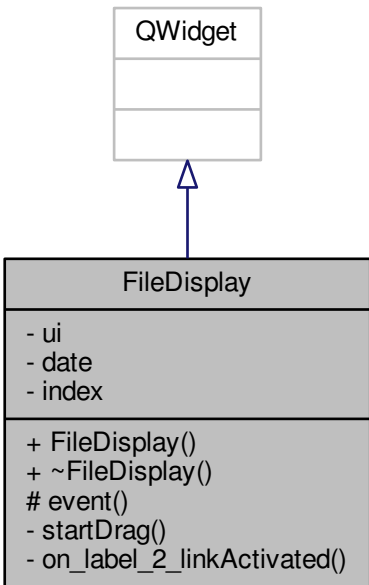 QWidget
FileDisplay
- ui
- date
- index
+ FileDisplay()
+ ~FileDisplay()
# event()
- startDrag()
- on_label_2_linkActivated()